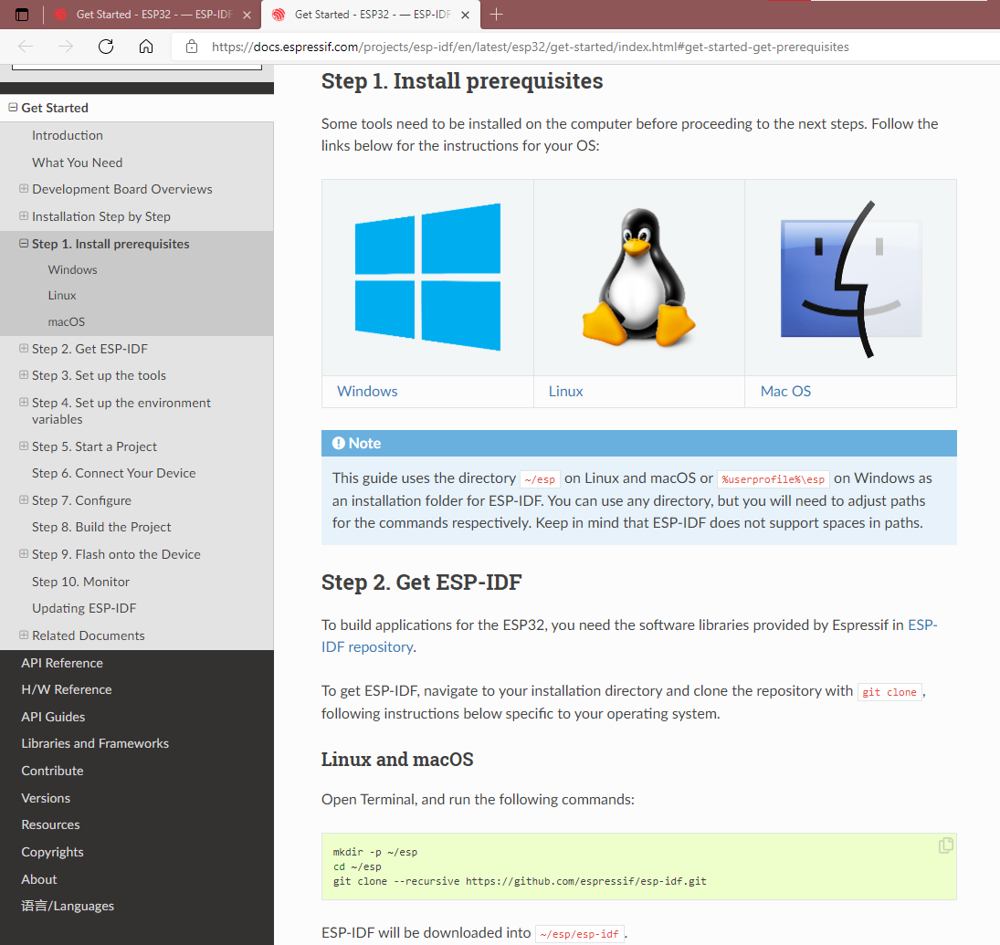 Get Started - ESP32 - — ESP-IDF
Get Started - ESP32 - — ESP-IDF
https://docs.espressif.com/projects/esp-idf/en/latest/esp32/get-started/index.html#get-started-get-prerequisites
Get Started
Introduction
What You Need
Development Board Overviews
Installation Step by Step
Step 1. Install prerequisites
Windows
Linux
macOS
Step 2. Get ESP-IDF
Step 3. Set up the tools
Step 4. Set up the environment
variables
Step 5. Start a Project
Step 6. Connect Your Device
Step 7. Configure
Step 8. Build the Project
Step 9. Flash onto the Device
Step 10. Monitor
Updating ESP-IDF
Related Documents
API Reference
H/W Reference
API Guides
Libraries and Frameworks
Contribute
Versions
Resources
Copyrights
About
语言/Languages
Step 1. Install prerequisites
Some tools need to be installed on the computer before proceeding to the next steps. Follow the
links below for the instructions for your OS:
Windows
Linux
Mac OS
Note
This guide uses the directory ~/esp on Linux and macOS or %userprofile%\esp on Windows as
an installation folder for ESP-IDF. You can use any directory, but you will need to adjust paths
for the commands respectively. Keep in mind that ESP-IDF does not support spaces in paths.
Step 2. Get ESP-IDF
To build applications for the ESP32, you need the software libraries provided by Espressif in ESP-
IDF repository.
To get ESP-IDF, navigate to your installation directory and clone the repository with git clone,
following instructions below specific to your operating system.
Linux and macOS
Open Terminal, and run the following commands:
mkdir -p ~/esp
cd ~/esp
git clone --recursive https://github.com/espressif/esp-idf.git
ESP-IDF will be downloaded into ~/esp/esp-idf.